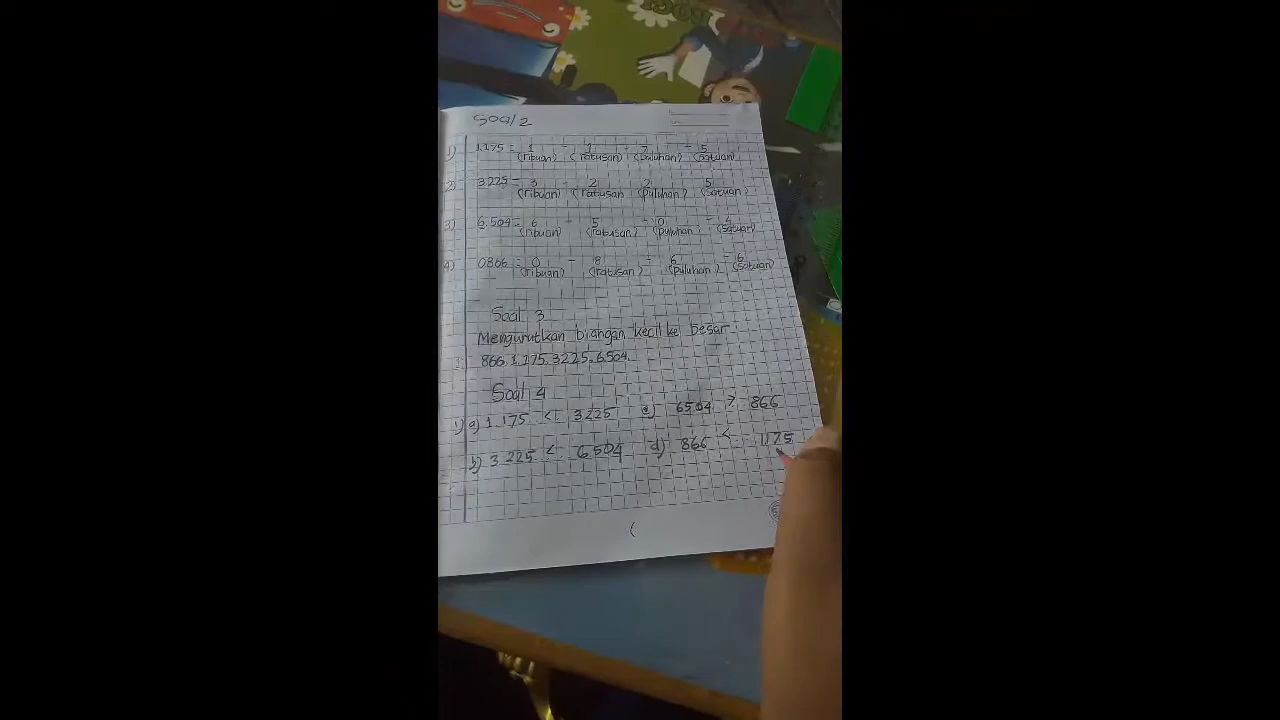 Soal 2
1) 1.175 = 1 - 1 - 7 - 5
(ribuan) (ratusan) (puluhan) (satuan)
2) 3.225 = 3 - 2 2 5
(ribuan) (ratusan (puluhan) (satuan)
3) 6.504 = 6 - 5 - 0 - 4
(ribuan) (ratusan) (puluhan) (satuan)
4) 0866 = 0 - 8 - 6 - 6
(ribuan) (ratusan) (puluhan) (satuan)
Soal 3
Mengurutkan biangan kecil ke besar
1. 866, 1.175, 3225, 6.504.
Soal 4
1) a) 1.175 < 3225 c) 6504 > 866
b) 3.225 < 6.504 d) 866 < 1175